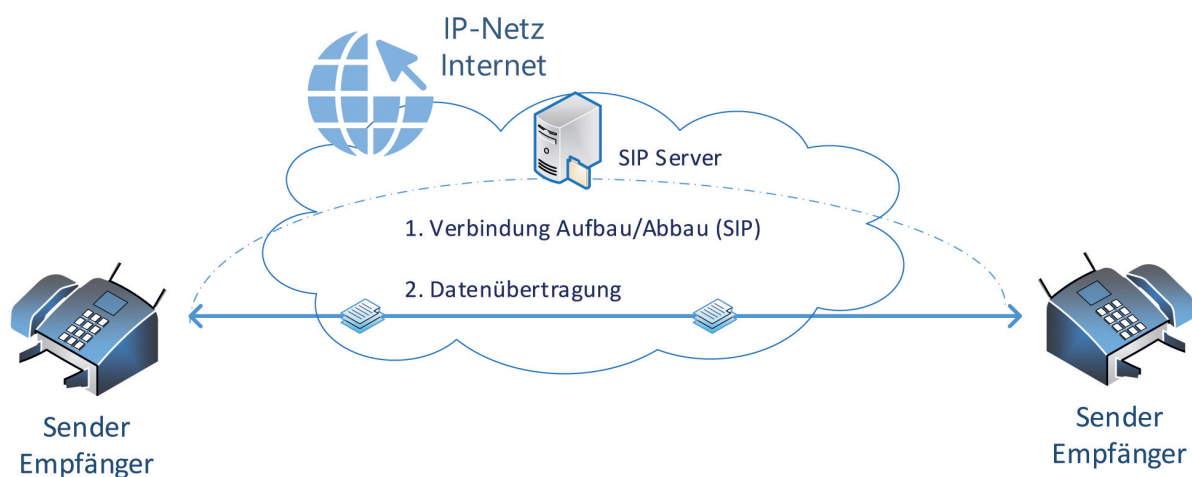 IP-Netz
Internet
SIP Server
1. Verbindung Aufbau/Abbau (SIP)
2. Datenübertragung
Sender
Empfänger
Sender
Empfänger